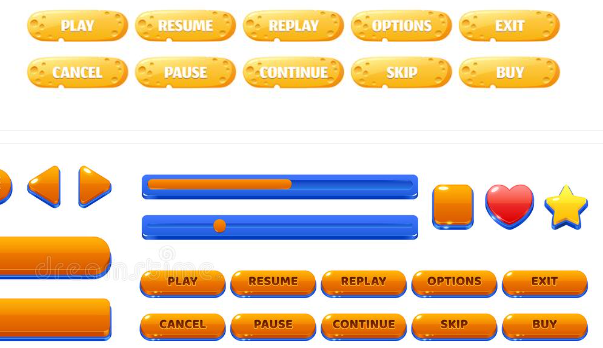 PLAY RESUME REPLAY OPTIONS EXIT
CANCEL PAUSE CONTINUE SKIP BUY
dreamstime
PLAY RESUME REPLAY OPTIONS EXIT
CANCEL PAUSE CONTINUE SKIP BUY